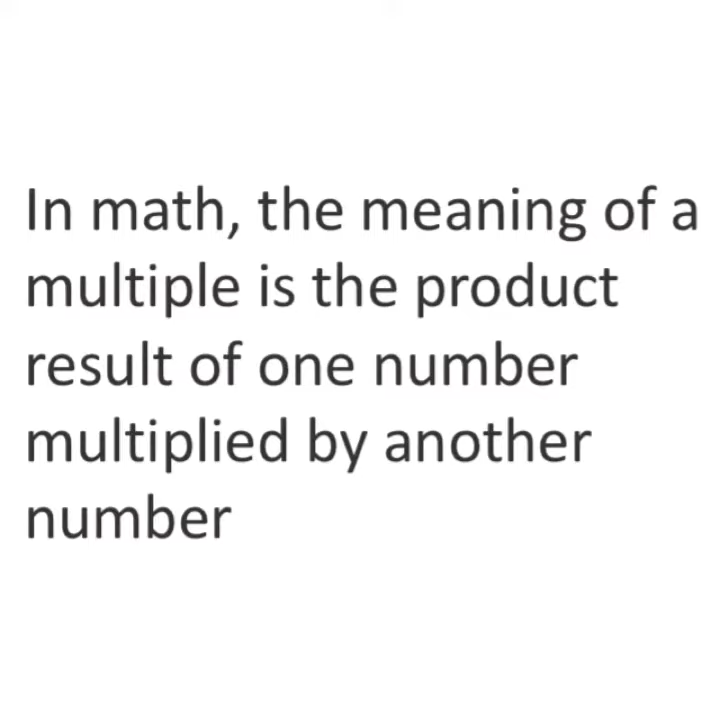 In math, the meaning of a
multiple is the product
result of one number
multiplied by another
number